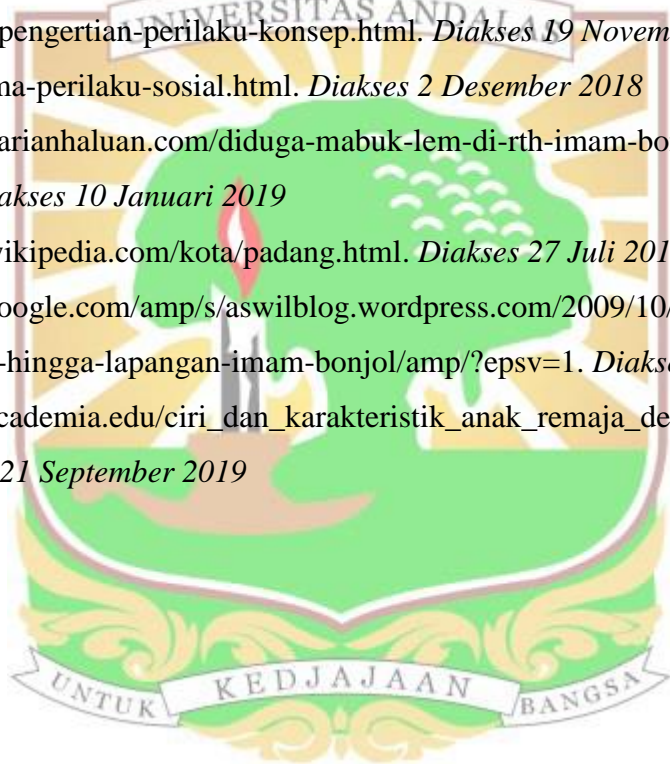 UNIVERSITAS ANDALAS
pengertian-perilaku-konsep.html. Diakses 19 Novem
na-perilaku-sosial.html. Diakses 2 Desember 2018
arianhaluan.com/diduga-mabuk-lem-di-rth-imam-bo
akses 10 Januari 2019
wikipedia.com/kota/padang.html. Diakses 27 Juli 201
oogle.com/amp/s/aswilblog.wordpress.com/2009/10/
-hingga-lapangan-imam-bonjol/amp/?epsv=1. Diakse
cademia.edu/ciri_dan_karakteristik_anak_remaja_de
21 September 2019
UNTUK KEDJAJAAN BANGSA